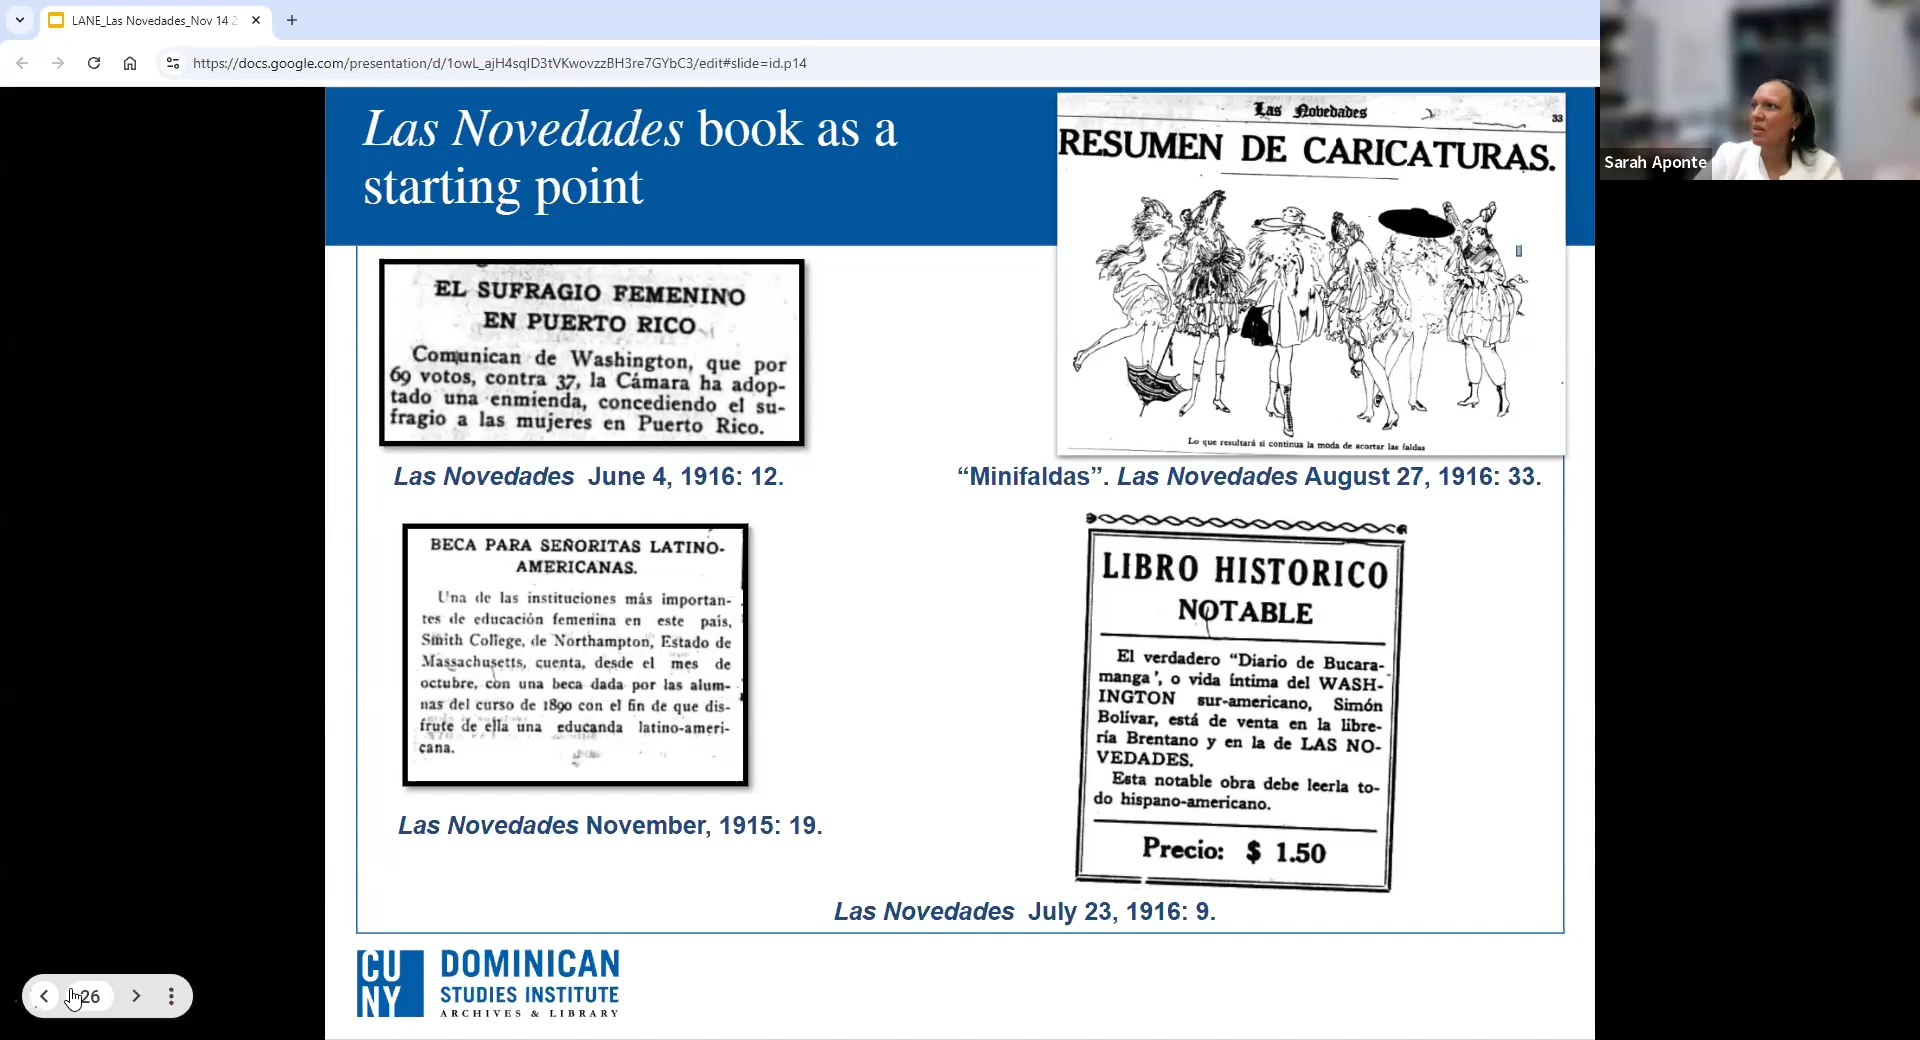 LANE_Las Novedades_Nov 14 2
https://docs.google.com/presentation/d/1owL_ajH4sqID3tVKwovzzBH3re7GYbC3/edit#slide=id.p14
Sarah Aponte
Las Novedades book as a
starting point
Las Novedades
33
RESUMEN DE CARICATURAS.
Lo que resultará si continua la moda de acortar las faldas
EL SUFRAGIO FEMENINO
EN PUERTO RICO
Comunican de Washington, que por
69 votos, contra 37, la Cámara ha adop-
tado una enmienda, concediendo el su-
fragio a las mujeres en Puerto Rico.
Las Novedades June 4, 1916: 12.
“Minifaldas”. Las Novedades August 27, 1916: 33.
BECA PARA SEÑORITAS LATINO-
AMERICANAS.
Una de las instituciones más importan-
tes de educación femenina en este país,
Smith College, de Northampton, Estado de
Massachusetts, cuenta, desde el mes de
octubre, con una beca dada por las alum-
nas del curso de 1890 con el fin de que dis-
frute de ella una educanda latino-ameri-
cana.
Las Novedades November, 1915: 19.
LIBRO HISTORICO
NOTABLE
El verdadero “Diario de Bucara-
manga’, o vida íntima del WASH-
INGTON sur-americano, Simón
Bolívar, está de venta en la libre-
ría Brentano y en la de LAS NO-
VEDADES.
Esta notable obra debe leerla to-
do hispano-americano.
Precio: $ 1.50
Las Novedades July 23, 1916: 9.
CU
NY
DOMINICAN
STUDIES INSTITUTE
ARCHIVES & LIBRARY
26